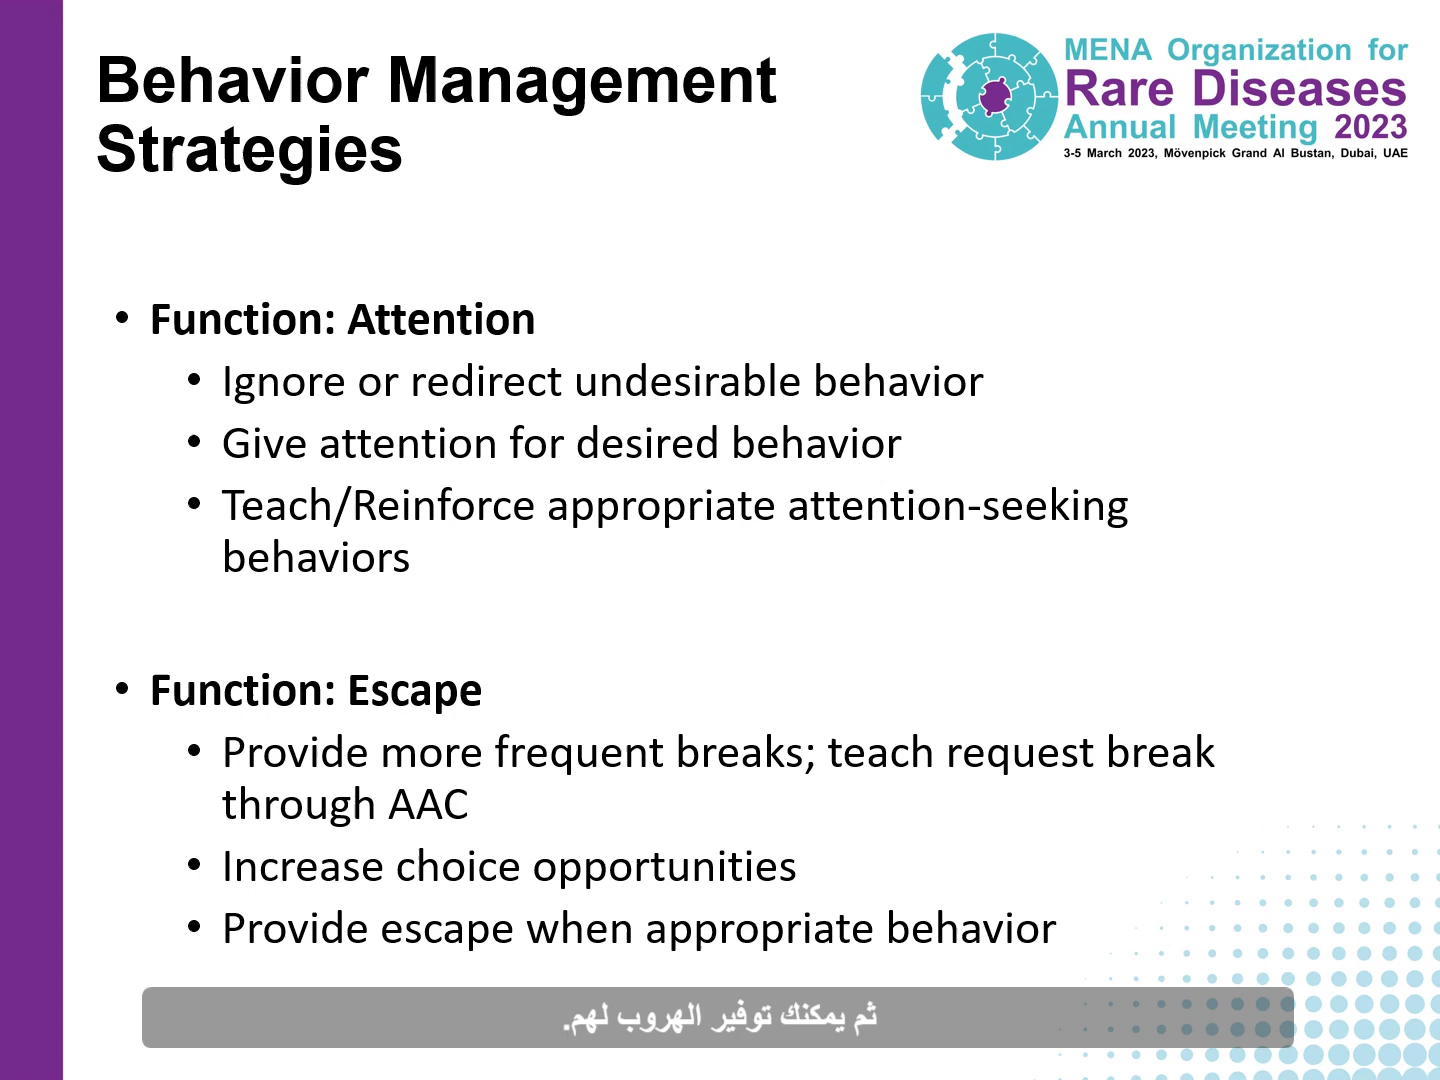 Behavior Management
Strategies
MENA Organization for
Rare Diseases
Annual Meeting 2023
3-5 March 2023, Mövenpick Grand Al Bustan, Dubai, UAE
• Function: Attention
• Ignore or redirect undesirable behavior
• Give attention for desired behavior
• Teach/Reinforce appropriate attention-seeking
behaviors
• Function: Escape
• Provide more frequent breaks; teach request break
through AAC
• Increase choice opportunities
• Provide escape when appropriate behavior
ثم يمكنك توفير الهروب لهم.